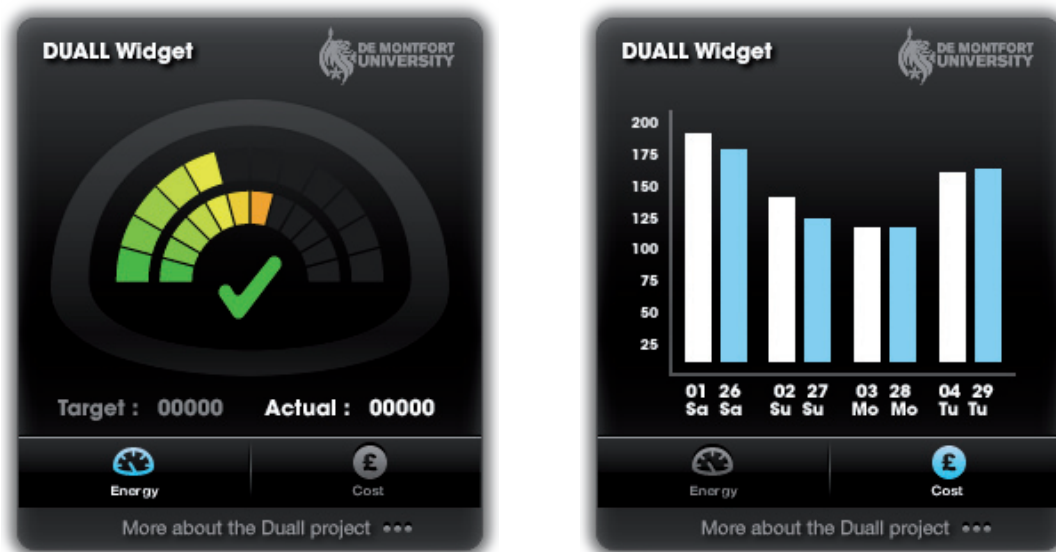 DUALL Widget
DE MONTFORT
UNIVERSITY
Target : 00000 Actual : 00000
Energy
£
Cost
More about the Duall project •••
DUALL Widget
DE MONTFORT
UNIVERSITY
200
175
150
125
100
75
50
25
01 26 02 27 03 28 04 29
Sa Sa Su Su Mo Mo Tu Tu
Energy
£
Cost
More about the Duall project •••